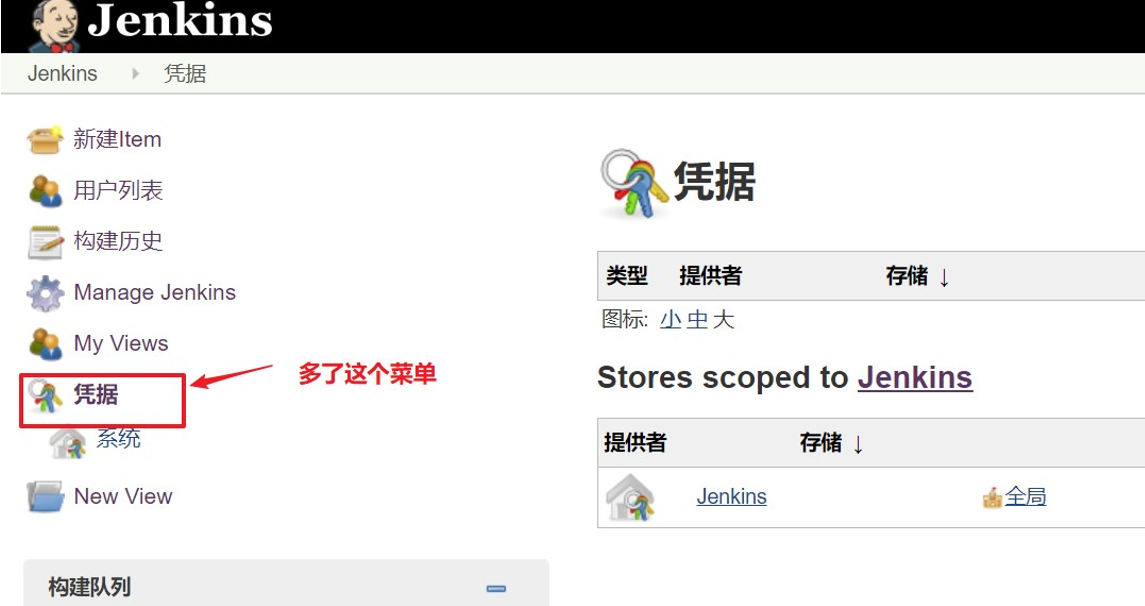 Jenkins
Jenkins 凭据
新建Item
用户列表
构建历史
Manage Jenkins
My Views
凭据
系统
New View
构建队列
多了这个菜单
凭据
类型 提供者 存储 ↓
图标: 小 中 大
Stores scoped to Jenkins
提供者 存储 ↓
Jenkins 全局